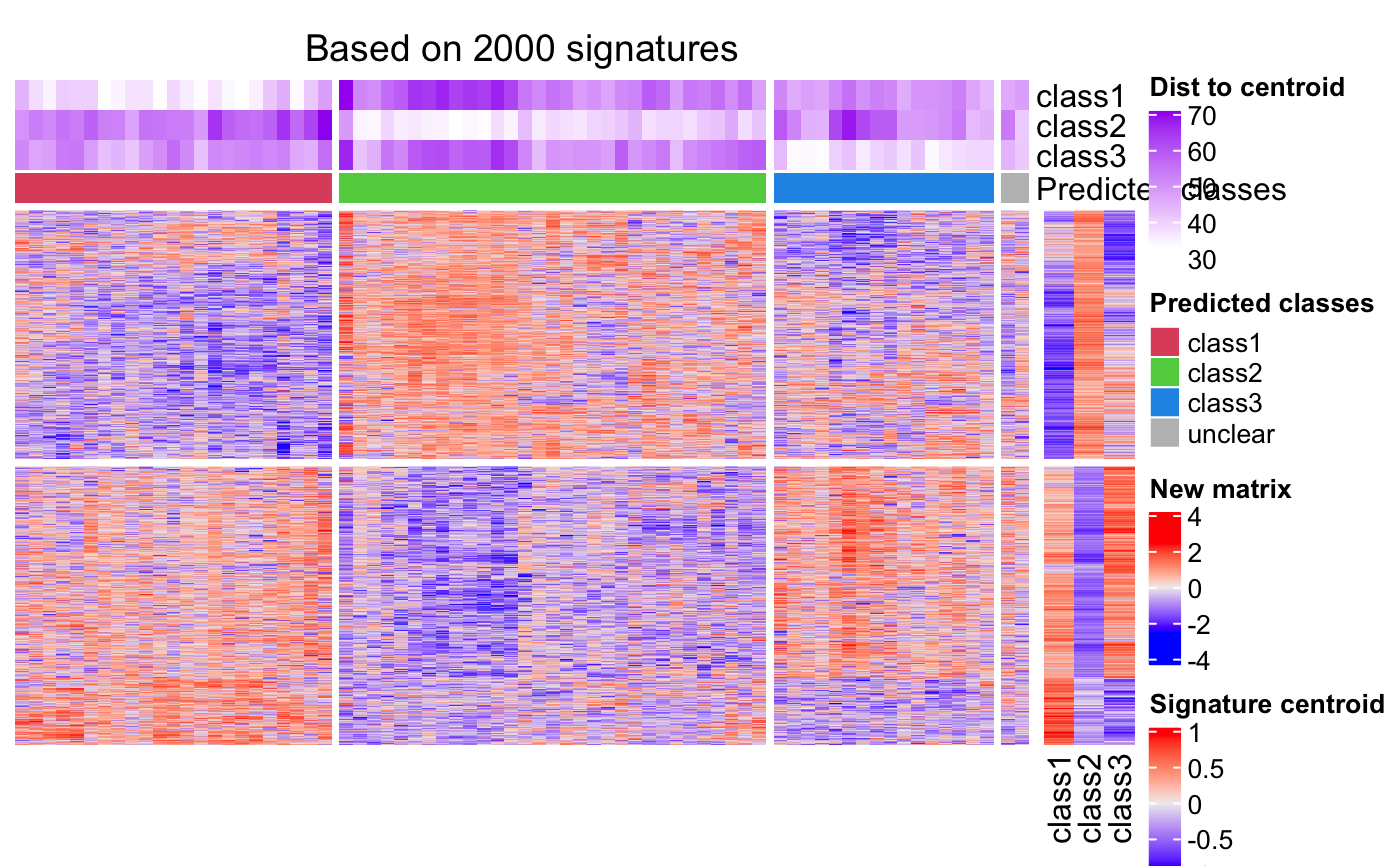 Based on 2000 signatures
class1
class2
class3
Predicted classes
Dist to centroid
70
60
50
40
30
Predicted classes
class1
class2
class3
unclear
New matrix
4
2
0
-2
-4
Signature centroid
1
0.5
0
-0.5
class1
class2
class3